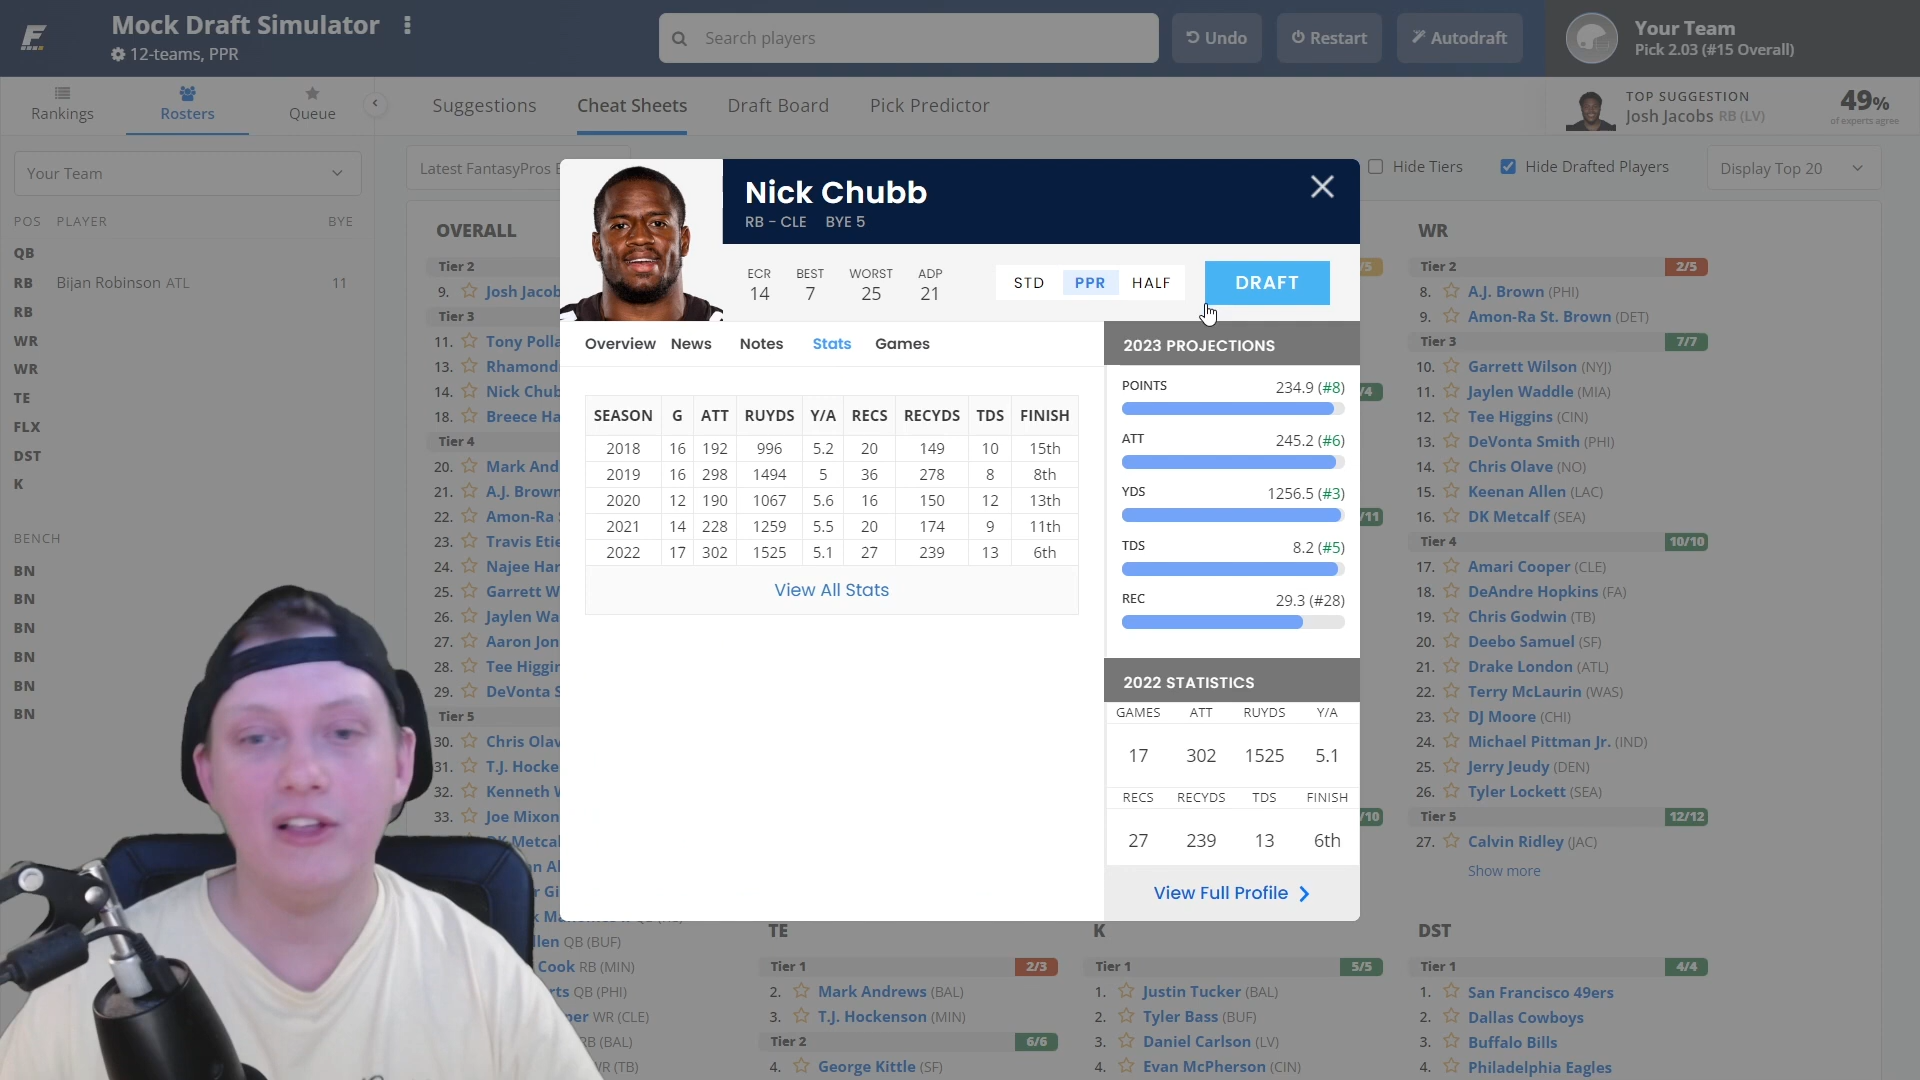 Mock Draft Simulator
12-teams, PPR
Search players
Undo
Restart
Autodraft
Your Team
Pick 2.03 (#15 Overall)
Rankings
Rosters
Queue
Suggestions
Cheat Sheets
Draft Board
Pick Predictor
TOP SUGGESTION
Josh Jacobs RB (LV)
49%
of experts agree
Your Team
Latest FantasyPros E
Hide Tiers
Hide Drafted Players
Display Top 20
POS PLAYER BYE
QB
RB Bijan Robinson ATL 11
RB
WR
WR
TE
FLX
DST
K
BENCH
BN
BN
BN
BN
BN
BN
OVERALL
Tier 2
9. Josh Jacob
Tier 3
11. Tony Polla
13. Rhamond
14. Nick Chub
18. Breece Ha
Tier 4
20. Mark And
21. A.J. Brown
22. Amon-Ra
23. Travis Etie
24. Najee Har
25. Garrett W
26. Jaylen Wa
27. Aaron Jon
28. Tee Higgin
29. DeVonta S
Tier 5
30. Chris Olav
31. T.J. Hocke
32. Kenneth W
33. Joe Mixon
DK Metcal
llen QB (BUF)
Cook RB (MIN)
rts QB (PHI)
per WR (CLE)
RB (BAL)
WR (TB)
Nick Chubb
RB - CLE BYE 5
ECR BEST WORST ADP
14 7 25 21
STD PPR HALF
DRAFT
Overview News Notes Stats Games
SEASON G ATT RUYDS Y/A RECS RECYDS TDS FINISH
2018 16 192 996 5.2 20 149 10 15th
2019 16 298 1494 5 36 278 8 8th
2020 12 190 1067 5.6 16 150 12 13th
2021 14 228 1259 5.5 20 174 9 11th
2022 17 302 1525 5.1 27 239 13 6th
View All Stats
2023 PROJECTIONS
POINTS 234.9 (#8)
ATT 245.2 (#6)
YDS 1256.5 (#3)
TDS 8.2 (#5)
REC 29.3 (#28)
2022 STATISTICS
GAMES ATT RUYDS Y/A
17 302 1525 5.1
RECS RECYDS TDS FINISH
27 239 13 6th
View Full Profile
/5
/4
/11
/10
WR
Tier 2 2/5
8. A.J. Brown (PHI)
9. Amon-Ra St. Brown (DET)
Tier 3 7/7
10. Garrett Wilson (NYJ)
11. Jaylen Waddle (MIA)
12. Tee Higgins (CIN)
13. DeVonta Smith (PHI)
14. Chris Olave (NO)
15. Keenan Allen (LAC)
16. DK Metcalf (SEA)
Tier 4 10/10
17. Amari Cooper (CLE)
18. DeAndre Hopkins (FA)
19. Chris Godwin (TB)
20. Deebo Samuel (SF)
21. Drake London (ATL)
22. Terry McLaurin (WAS)
23. DJ Moore (CHI)
24. Michael Pittman Jr. (IND)
25. Jerry Jeudy (DEN)
26. Tyler Lockett (SEA)
Tier 5 12/12
27. Calvin Ridley (JAC)
Show more
TE
Tier 1 2/3
2. Mark Andrews (BAL)
3. T.J. Hockenson (MIN)
Tier 2 6/6
4. George Kittle (SF)
K
Tier 1 5/5
1. Justin Tucker (BAL)
2. Tyler Bass (BUF)
3. Daniel Carlson (LV)
4. Evan McPherson (CIN)
DST
Tier 1 4/4
1. San Francisco 49ers
2. Dallas Cowboys
3. Buffalo Bills
4. Philadelphia Eagles